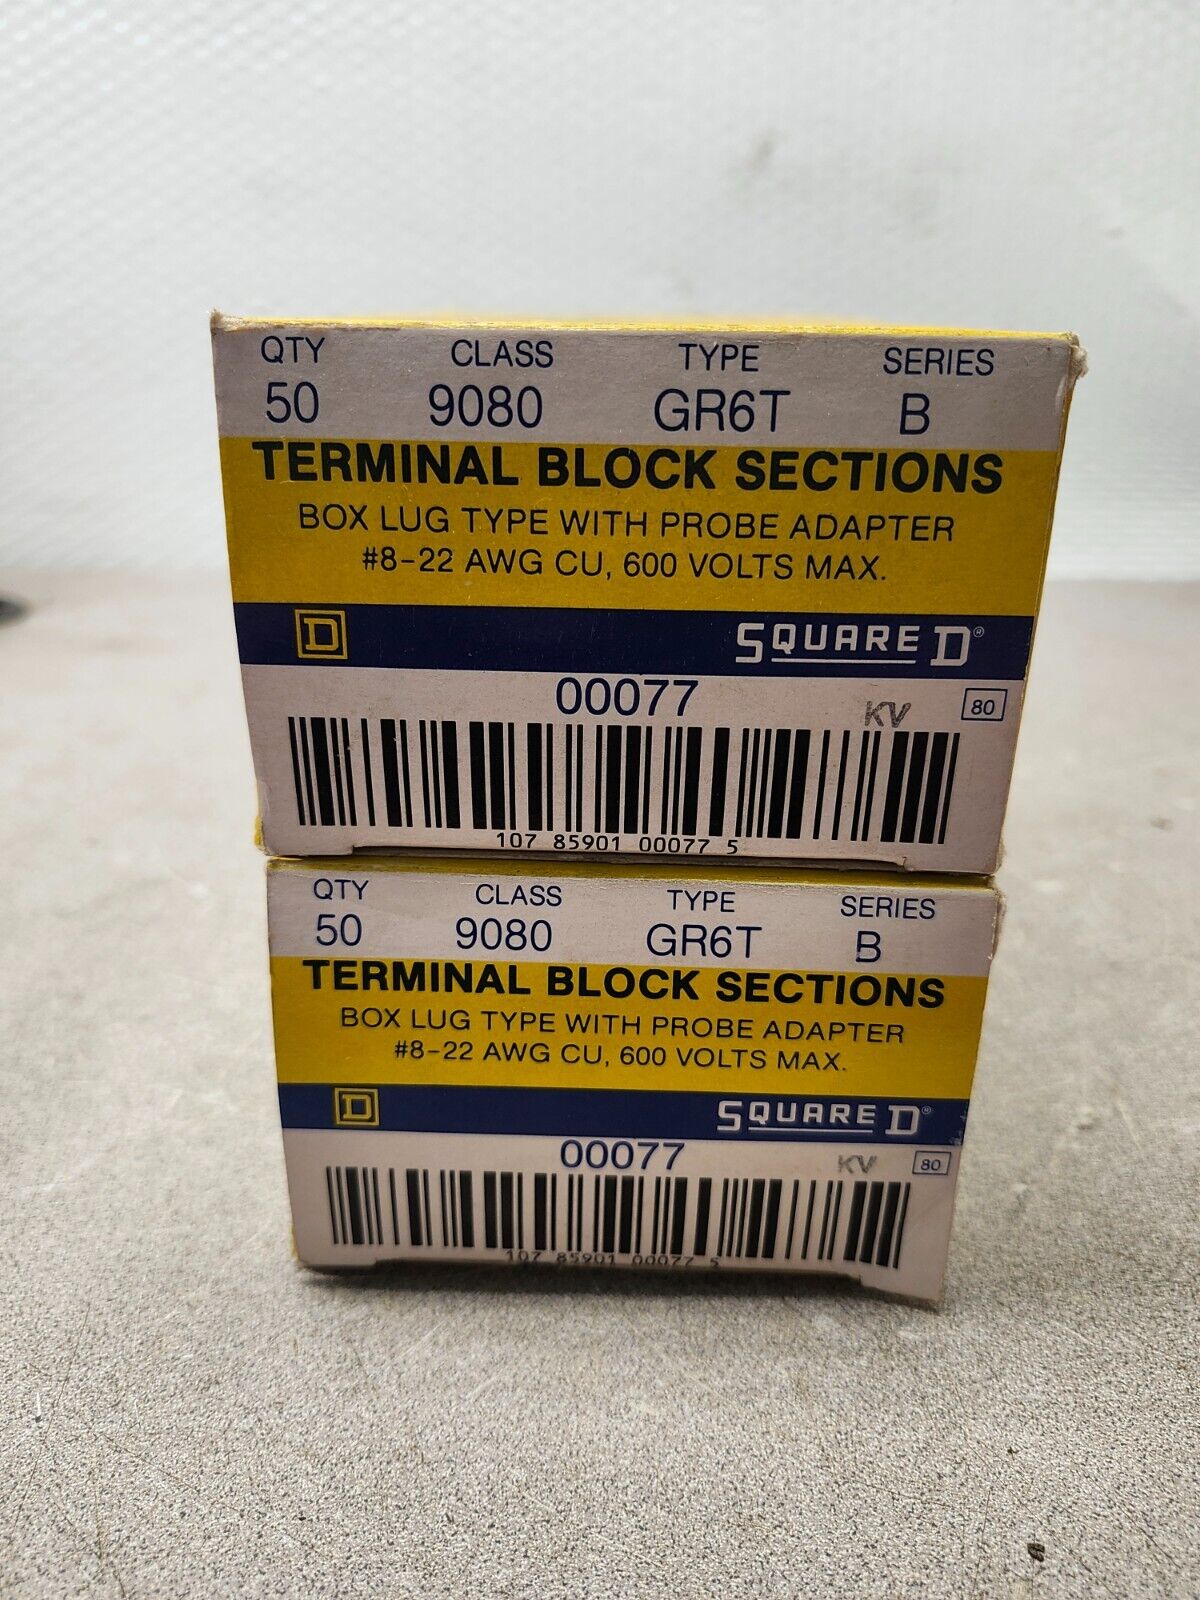 QTY CLASS TYPE SERIES
50 9080 GR6T B
TERMINAL BLOCK SECTIONS
BOX LUG TYPE WITH PROBE ADAPTER
#8-22 AWG CU, 600 VOLTS MAX.
D SQUARE D®
00077 KV 80
107 85901 00077 5
QTY CLASS TYPE SERIES
50 9080 GR6T B
TERMINAL BLOCK SECTIONS
BOX LUG TYPE WITH PROBE ADAPTER
#8-22 AWG CU, 600 VOLTS MAX.
D SQUARE D®
00077 KV 80
107 85901 00077 5